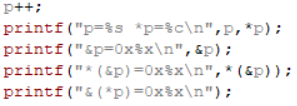 p++;
printf("p=%s *p=%c\n",p,*p);
printf("&p=0x%x\n",&p);
printf("*(&p)=0x%x\n",*(&p));
printf("&(*p)=0x%x\n");